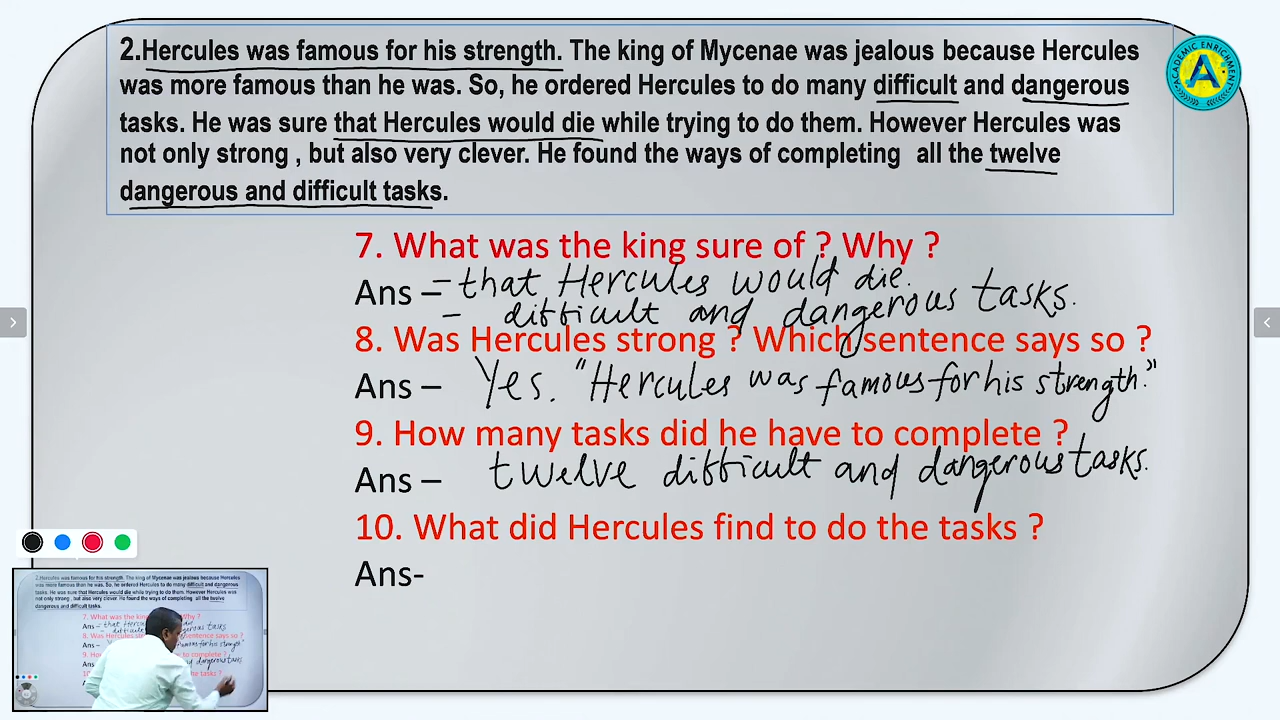 2.Hercules was famous for his strength. The king of Mycenae was jealous because Hercules
was more famous than he was. So, he ordered Hercules to do many difficult and dangerous
tasks. He was sure that Hercules would die while trying to do them. However Hercules was
not only strong , but also very clever. He found the ways of completing all the twelve
dangerous and difficult tasks.
ACADEMIC ENRICHMENT
A
7. What was the king sure of ? Why ?
Ans – – that Hercules would die.
– difficult and dangerous tasks.
8. Was Hercules strong ? Which sentence says so ?
Ans – Yes. "Hercules was famous for his strength."
9. How many tasks did he have to complete ?
Ans – twelve difficult and dangerous tasks.
10. What did Hercules find to do the tasks ?
Ans-